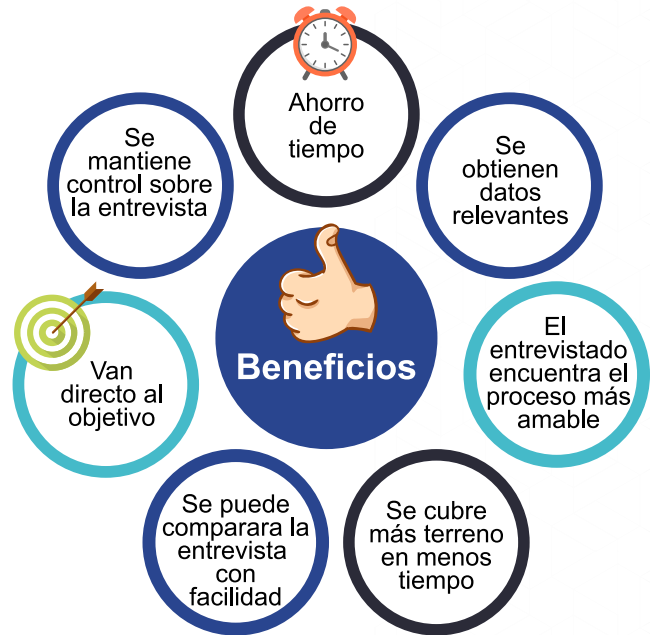 Ahorro
de
tiempo
Se
obtienen
datos
relevantes
El
entrevistado
encuentra el
proceso más
amable
Se cubre
más terreno
en menos
tiempo
Se puede
comparara la
entrevista
con
facilidad
Van
directo al
objetivo
Se
mantiene
control sobre
la entrevista
Beneficios